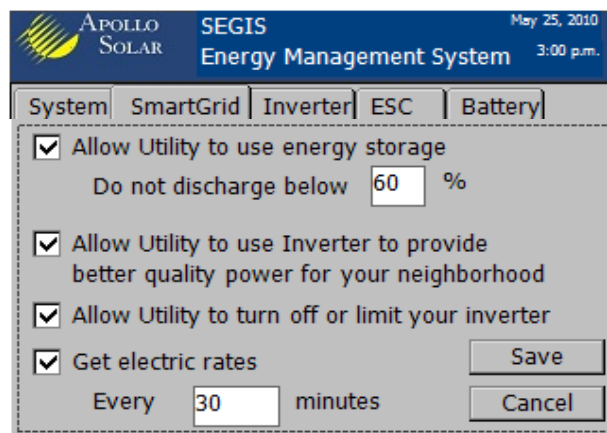 APOLLO SOLAR
SEGIS
Energy Management System
May 25, 2010
3:00 p.m.
System SmartGrid Inverter ESC Battery
Allow Utility to use energy storage
Do not discharge below 60 %
Allow Utility to use Inverter to provide
better quality power for your neighborhood
Allow Utility to turn off or limit your inverter
Get electric rates
Save
Every 30 minutes
Cancel